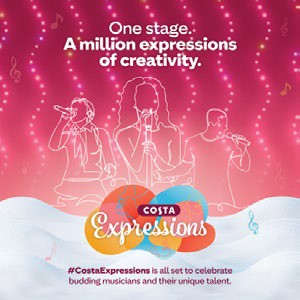 One stage.
A million expressions
of creativity.
COSTA
Expressions
#CostaExpressions is all set to celebrate
budding musicians and their unique talent.